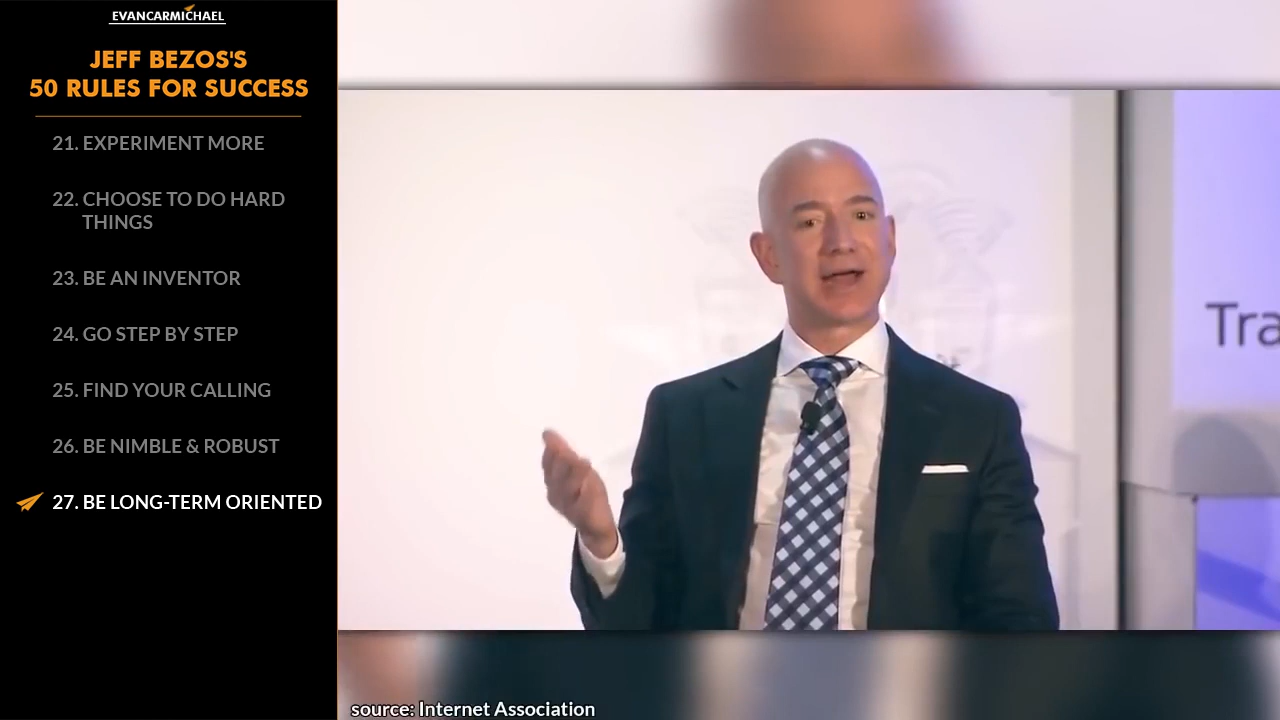 EVANCARMICHAEL
JEFF BEZOS'S
50 RULES FOR SUCCESS
21. EXPERIMENT MORE
22. CHOOSE TO DO HARD
THINGS
23. BE AN INVENTOR
24. GO STEP BY STEP
25. FIND YOUR CALLING
26. BE NIMBLE & ROBUST
27. BE LONG-TERM ORIENTED
Tra
source: Internet Association